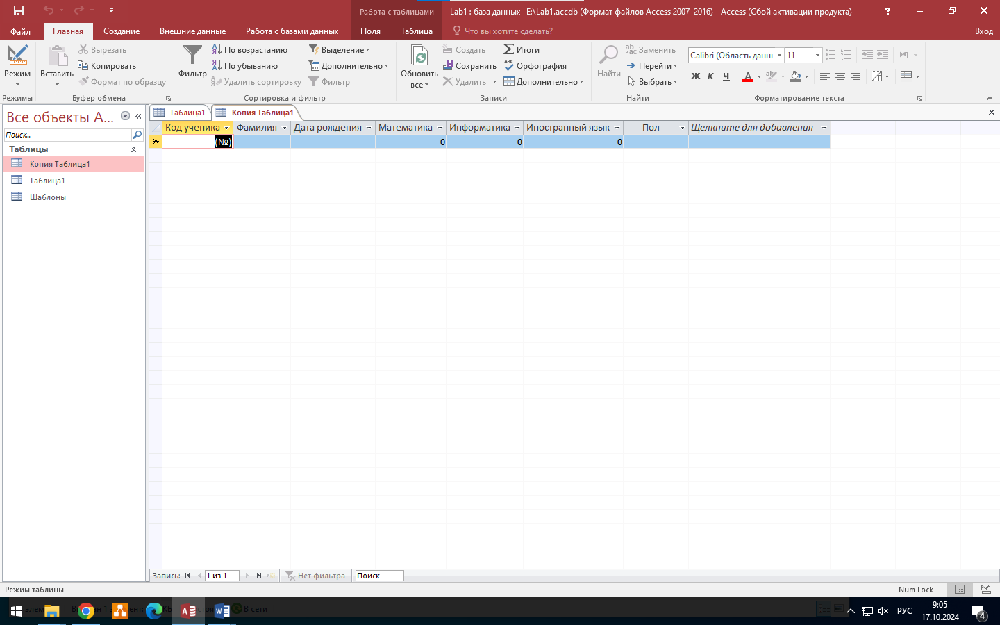 Работа с таблицами
Lab1 : база данных- E:\Lab1.accdb (Формат файлов Access 2007–2016) - Access (Сбой активации продукта)
?
Файл
Главная
Создание
Внешние данные
Работа с базами данных
Поля
Таблица
Что вы хотите сделать?
Вход
Режим
Режимы
Вставить
Вырезать
Копировать
Формат по образцу
Буфер обмена
Фильтр
По возрастанию
По убыванию
Удалить сортировку
Выделение
Дополнительно
Фильтр
Сортировка и фильтр
Обновить
все
Создать
Сохранить
Удалить
Итоги
Орфография
Дополнительно
Записи
Найти
Заменить
Перейти
Выбрать
Найти
Calibri (Область данны
11
Ж К Ч
Форматирование текста
Все объекты A...
Поиск...
Таблицы
Копия Таблица1
Таблица1
Шаблоны
Таблица1
Копия Таблица1
Код ученика Фамилия Дата рождения Математика Информатика Иностранный язык Пол Щелкните для добавления
(№) 0 0 0
Запись:
1 из 1
Нет фильтра
Поиск
Режим таблицы
Num Lock
В сети
РУС
9:05
17.10.2024
4